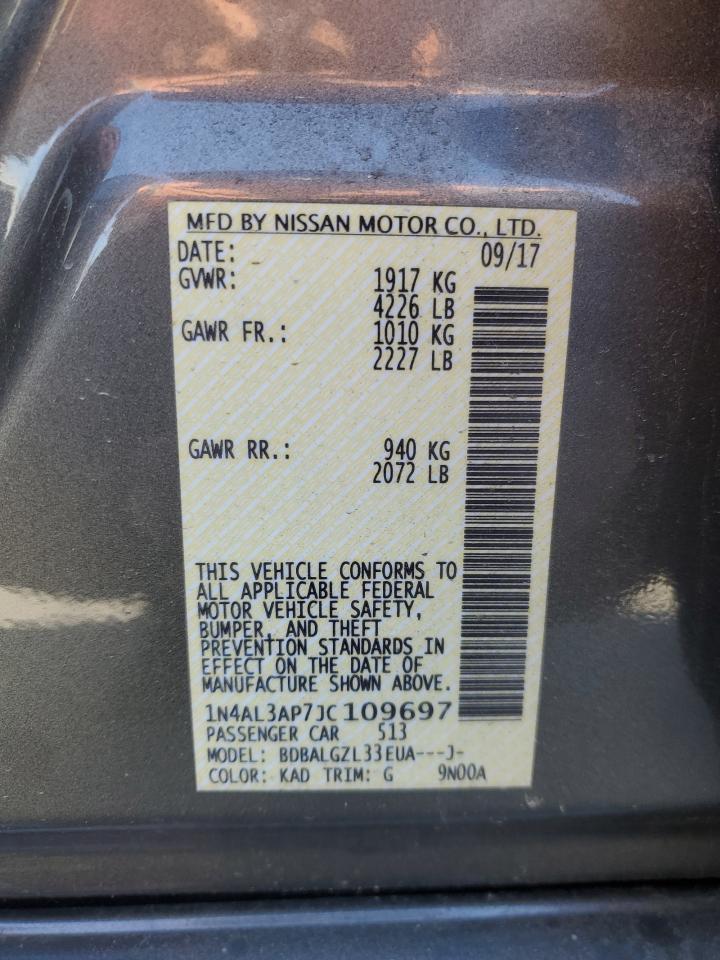 MFD BY NISSAN MOTOR CO., LTD.
DATE: 09/17
GVWR: 1917 KG
4226 LB
GAWR FR.: 1010 KG
2227 LB
GAWR RR.: 940 KG
2072 LB
THIS VEHICLE CONFORMS TO
ALL APPLICABLE FEDERAL
MOTOR VEHICLE SAFETY,
BUMPER, AND THEFT
PREVENTION STANDARDS IN
EFFECT ON THE DATE OF
MANUFACTURE SHOWN ABOVE.
1N4AL3AP7JC109697
PASSENGER CAR 513
MODEL: BDBALGZL33EUA---J-
COLOR: KAD TRIM: G 9N00A